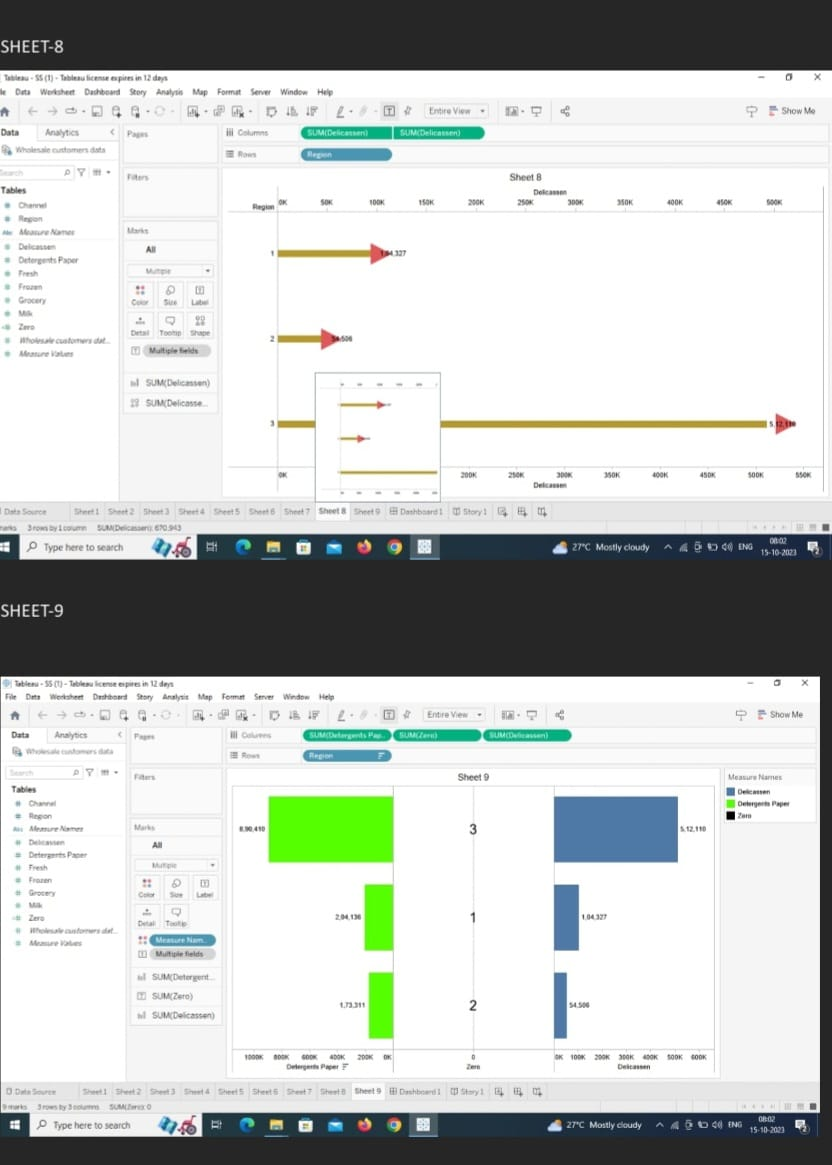 SHEET-8
Tableau - SS (1) - Tableau license expires in 12 days
le Data Worksheet Dashboard Story Analysis Map Format Server Window Help
Entire View
Show Me
Data Analytics
Wholesale customers data
Search
Tables
Channel
Region
Abc Measure Names
Delicassen
Detergents Paper
Fresh
Frozen
Grocery
Milk
Zero
Wholesale customers dat...
Measure Values
Pages
Filters
Marks
All
Multiple
Color Size Label
Detail Tooltip Shape
Multiple fields
SUM(Delicassen)
SUM(Delicasse...
Columns SUM(Delicassen) SUM(Delicassen)
Rows Region
Sheet 8
Delicassen
Region 0K 50K 100K 150K 200K 250K 300K 350K 400K 450K 500K
1 1,04,327
2 54,506
3 5,12,110
0K 200K 250K 300K 350K 400K 450K 500K 550K
Delicassen
Data Source Sheet 1 Sheet 2 Sheet 3 Sheet 4 Sheet 5 Sheet 6 Sheet 7 Sheet 8 Sheet 9 Dashboard 1 Story 1
marks 3 rows by 1 column SUM(Delicassen): 670,943
Type here to search
27°C Mostly cloudy ENG 08:02
15-10-2023
2
SHEET-9
Tableau - SS (1) - Tableau license expires in 12 days
File Data Worksheet Dashboard Story Analysis Map Format Server Window Help
Entire View
Show Me
Data Analytics
Wholesale customers data
Search
Tables
Channel
Region
Abc Measure Names
Delicassen
Detergents Paper
Fresh
Frozen
Grocery
Milk
Zero
Wholesale customers dat...
Measure Values
Pages
Filters
Marks
All
Multiple
Color Size Label
Detail Tooltip
Measure Nam..
Multiple fields
SUM(Detergent...
SUM(Zero)
SUM(Delicassen)
Columns SUM(Detergents Pap.. SUM(Zero) SUM(Delicassen)
Rows Region
Sheet 9
8,90,410 3 5,12,110
2,04,136 1 1,04,327
1,73,311 2 54,506
1000K 800K 600K 400K 200K 0K 0 0K 100K 200K 300K 400K 500K 600K
Detergents Paper Zero Delicassen
Measure Names
Delicassen
Detergents Paper
Zero
Data Source Sheet 1 Sheet 2 Sheet 3 Sheet 4 Sheet 5 Sheet 6 Sheet 7 Sheet 8 Sheet 9 Dashboard 1 Story 1
9 marks 3 rows by 3 columns SUM(Zero): 0
Type here to search
27°C Mostly cloudy ENG 08:02
15-10-2023
2